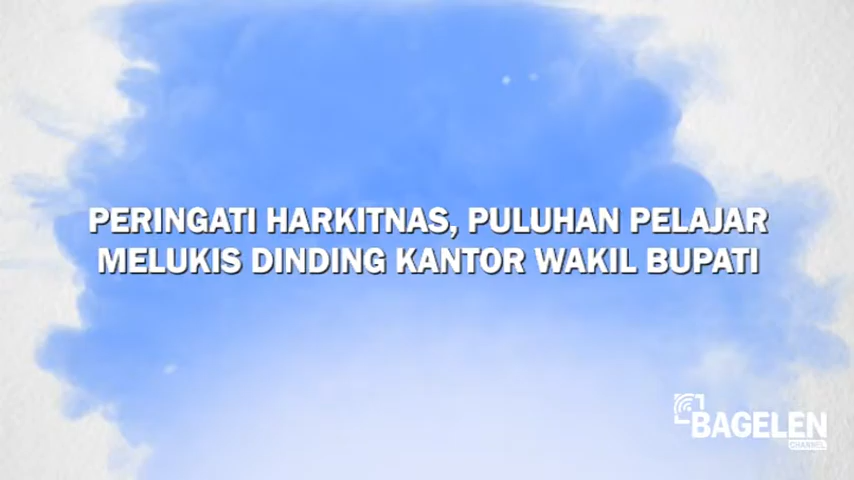 PERINGATI HARKITNAS, PULUHAN PELAJAR
MELUKIS DINDING KANTOR WAKIL BUPATI
BAGELEN
CHANNEL